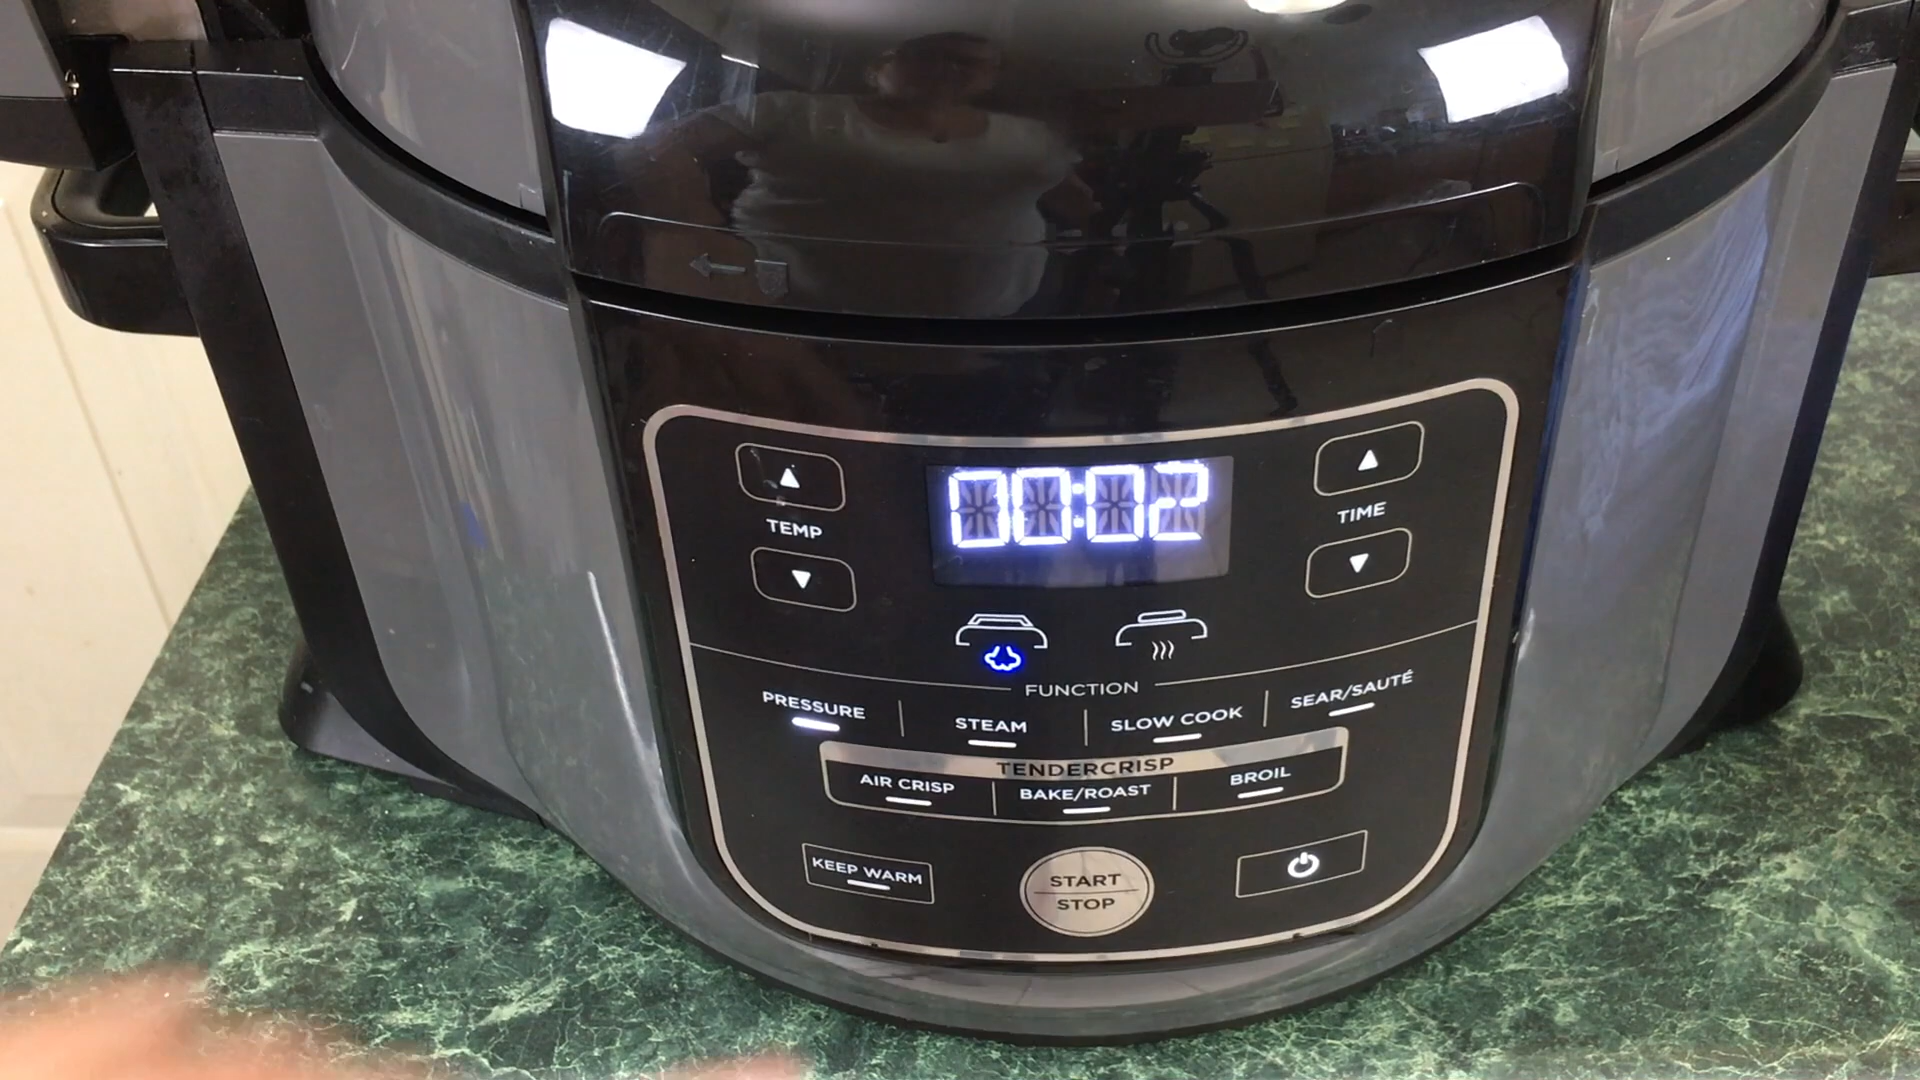 00:02
TEMP
TIME
FUNCTION
PRESSURE
STEAM
SLOW COOK
SEAR/SAUTÉ
TENDERCRISP
AIR CRISP
BAKE/ROAST
BROIL
KEEP WARM
START
STOP